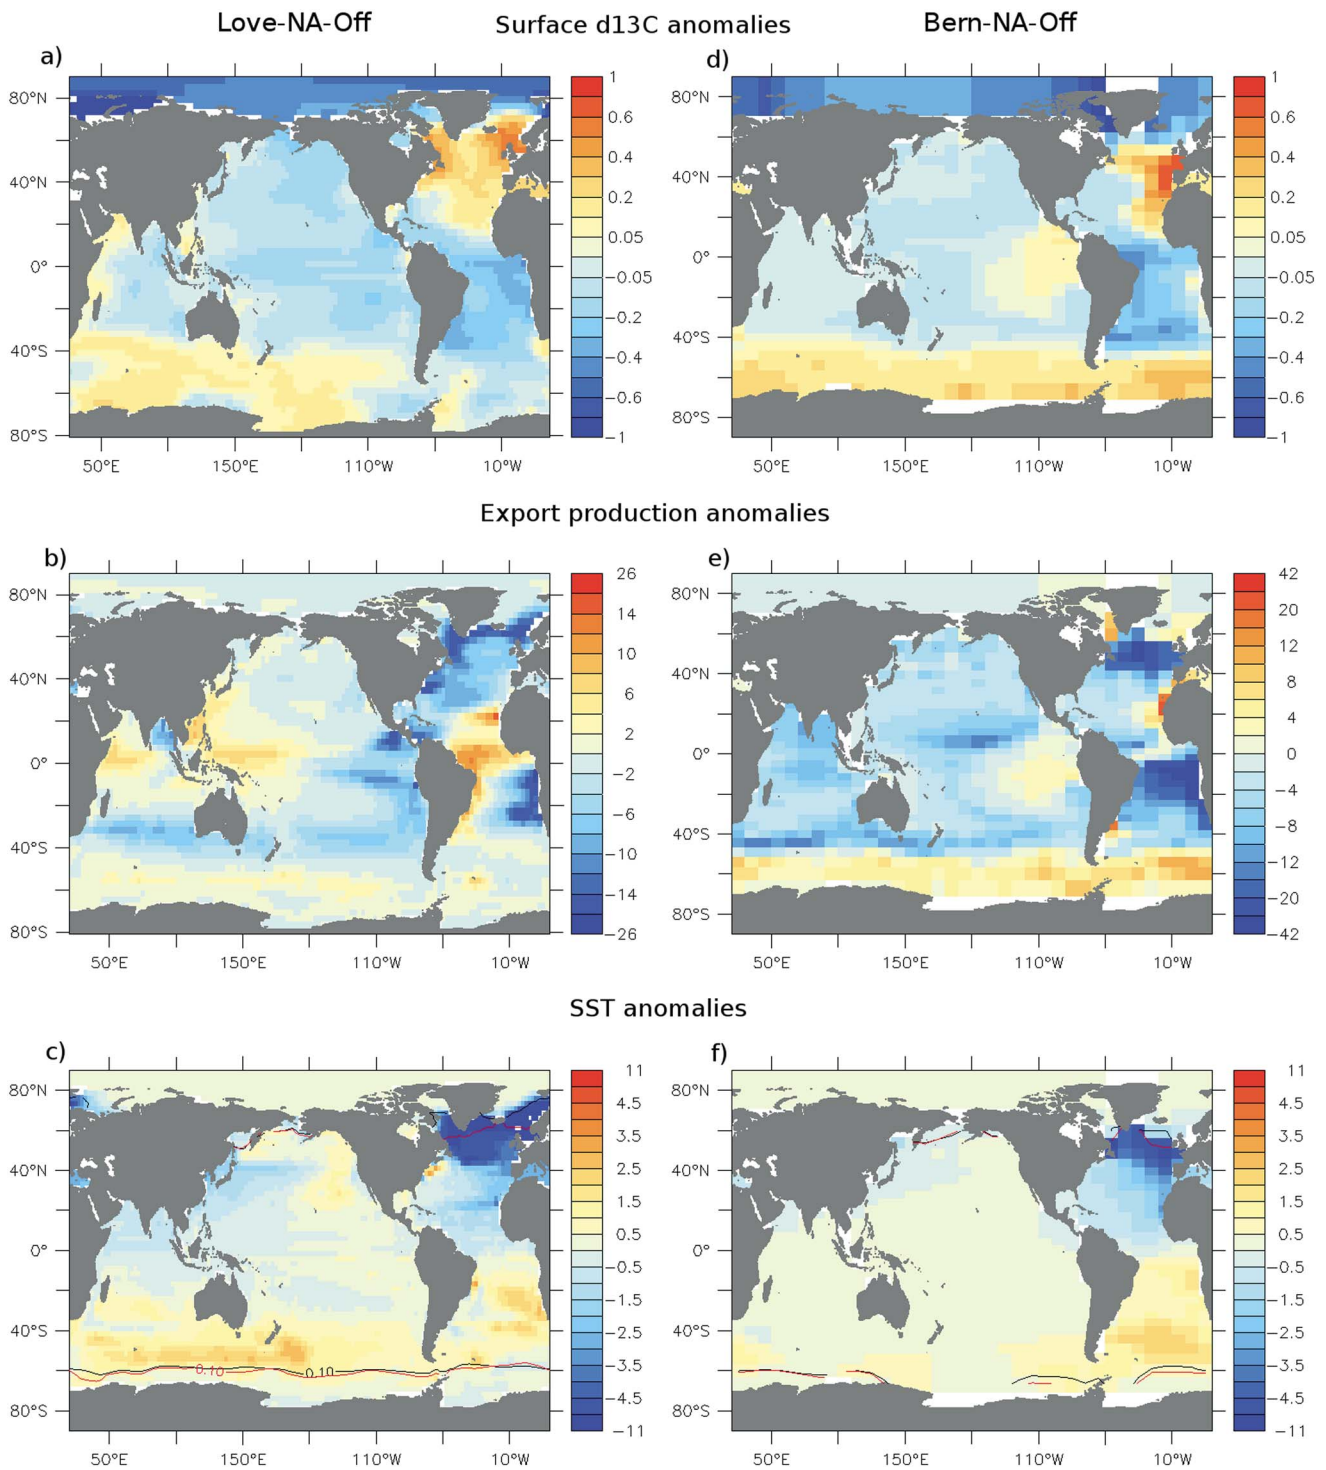 Love-NA-Off Surface d13C anomalies Bern-NA-Off
a) d)
80°N 1 80°N 1
0.6 0.6
40°N 0.4 40°N 0.4
0.2 0.2
0° 0.05 0° 0.05
−0.05 −0.05
−0.2 −0.2
40°S −0.4 40°S −0.4
−0.6 −0.6
80°S −1 80°S −1
50°E 150°E 110°W 10°W 50°E 150°E 110°W 10°W
Export production anomalies
b) e)
80°N 26 80°N 42
14 20
40°N 10 40°N 12
6 8
2 4
0° −2 0° 0
−6 −4
40°S −10 40°S −8
−14 −12
−20
80°S −26 80°S −42
50°E 150°E 110°W 10°W 50°E 150°E 110°W 10°W
SST anomalies
c) f)
80°N 11 80°N 11
4.5 4.5
3.5 3.5
40°N 2.5 40°N 2.5
1.5 1.5
0° 0.5 0° 0.5
−0.5 −0.5
−1.5 −1.5
40°S −2.5 40°S −2.5
0.10 0.10 −3.5 −3.5
−4.5 −4.5
80°S −11 80°S −11
50°E 150°E 110°W 10°W 50°E 150°E 110°W 10°W